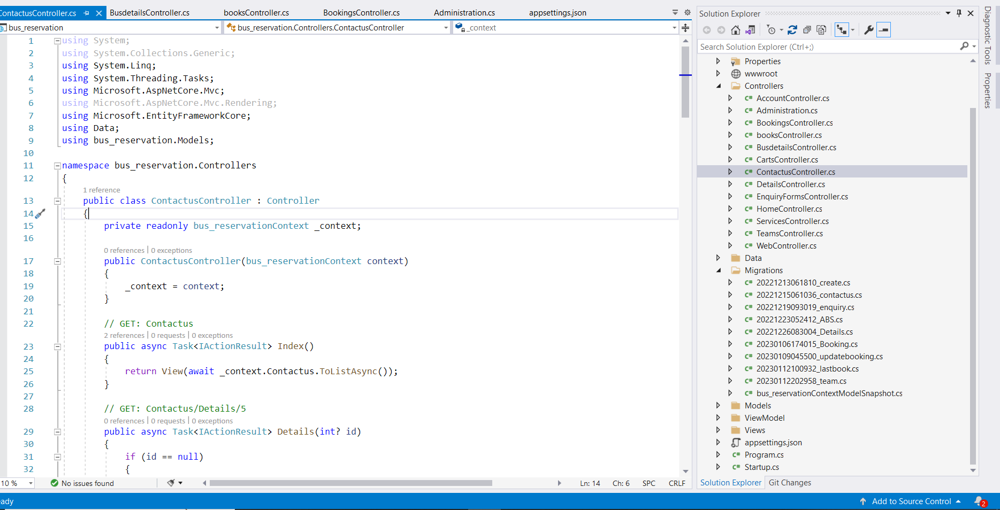 ContactusController.cs BusdetailsController.cs booksController.cs BookingsController.cs Administration.cs appsettings.json
bus_reservation bus_reservation.Controllers.ContactusController _context
1 using System;
2 using System.Collections.Generic;
3 using System.Linq;
4 using System.Threading.Tasks;
5 using Microsoft.AspNetCore.Mvc;
6 using Microsoft.AspNetCore.Mvc.Rendering;
7 using Microsoft.EntityFrameworkCore;
8 using Data;
9 using bus_reservation.Models;
10
11 namespace bus_reservation.Controllers
12 {
1 reference
13 public class ContactusController : Controller
14 {
15 private readonly bus_reservationContext _context;
16
0 references | 0 exceptions
17 public ContactusController(bus_reservationContext context)
18 {
19 _context = context;
20 }
21
22 // GET: Contactus
2 references | 0 requests | 0 exceptions
23 public async Task<IActionResult> Index()
24 {
25 return View(await _context.Contactus.ToListAsync());
26 }
27
28 // GET: Contactus/Details/5
0 references | 0 requests | 0 exceptions
29 public async Task<IActionResult> Details(int? id)
30 {
31 if (id == null)
32 {
10 % No issues found Ln: 14 Ch: 6 SPC CRLF
Solution Explorer
Search Solution Explorer (Ctrl+;)
Properties
wwwroot
Controllers
C# AccountController.cs
C# Administration.cs
C# BookingsController.cs
C# booksController.cs
C# BusdetailsController.cs
C# CartsController.cs
C# ContactusController.cs
C# DetailsController.cs
C# EnquiryFormsController.cs
C# HomeController.cs
C# ServicesController.cs
C# TeamsController.cs
C# WebController.cs
Data
Migrations
C# 20221213061810_create.cs
C# 20221215061036_contactus.cs
C# 20221219093019_enquiry.cs
C# 20221223052412_ABS.cs
C# 20221226083004_Details.cs
C# 20230106174015_Booking.cs
C# 20230109045500_updatebooking.cs
C# 20230112100932_lastbook.cs
C# 20230112202958_team.cs
C# bus_reservationContextModelSnapshot.cs
Models
ViewModel
Views
appsettings.json
C# Program.cs
C# Startup.cs
Solution Explorer Git Changes
Diagnostic Tools
Properties
eady Add to Source Control 2